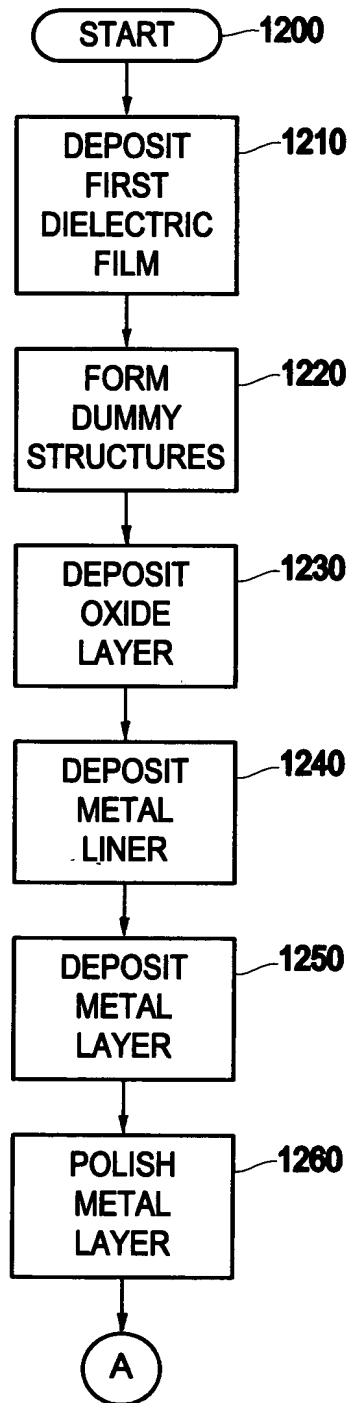 START 1200
DEPOSIT 1210
FIRST
DIELECTRIC
FILM
FORM 1220
DUMMY
STRUCTURES
DEPOSIT 1230
OXIDE
LAYER
DEPOSIT 1240
METAL
LINER
DEPOSIT 1250
METAL
LAYER
POLISH 1260
METAL
LAYER
A